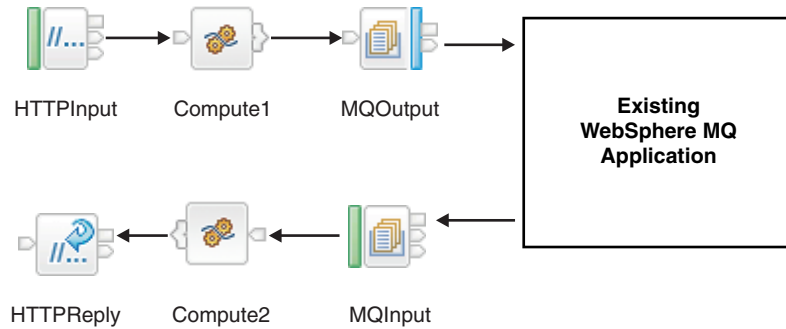 //...
HTTPInput
Compute1
MQOutput
Existing
WebSphere MQ
Application
//...
HTTPReply
Compute2
MQInput